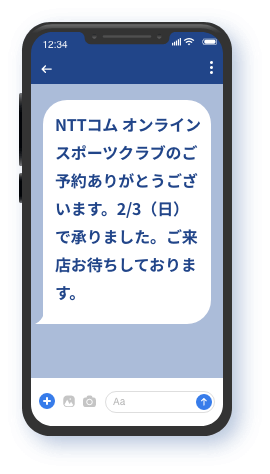 12:34
NTTコム オンライン
スポーツクラブのご
予約ありがとうござ
います。2/3（日）
で承りました。ご来
店お待ちしておりま
す。
Aa